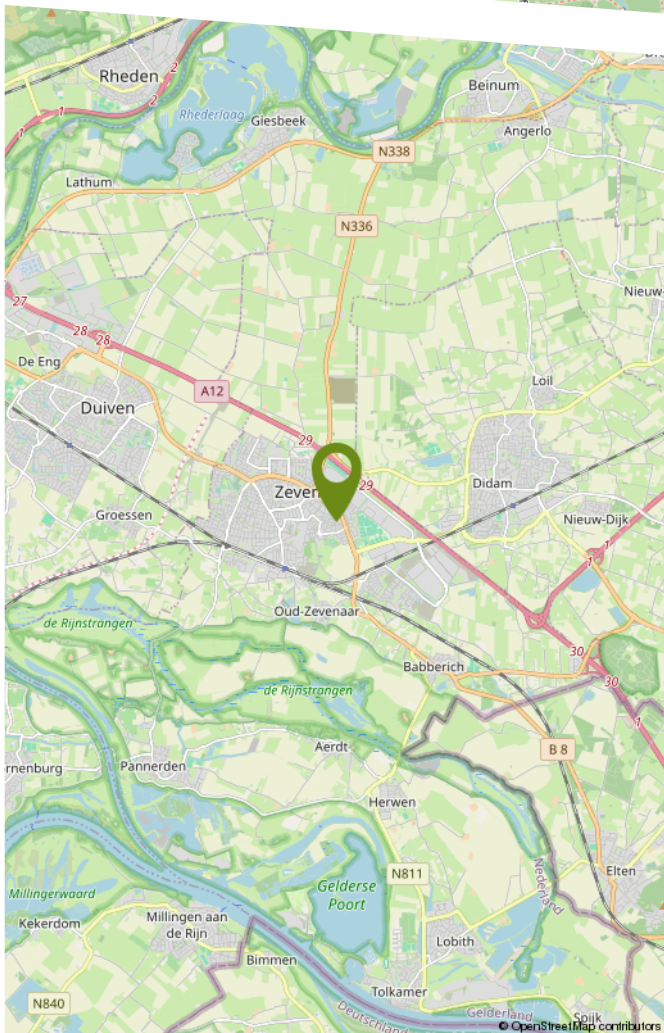 Rheden
2
2
Beinum
Rhederlaag
Giesbeek
1
1
Angerlo
N338
Lathum
N336
Nieuw-
27
28
28
De Eng
Loil
A12
Duiven
29
Didam
Zeven
29
Groessen
Nieuw-Dijk
1
1
Oud-Zevenaar
de Rijnstrangen
30
Babberich
30
de Rijnstrangen
1
Aerdt
B 8
ornenburg
Pannerden
Herwen
N811
Elten
Gelderse
Poort
Nederland
Millingerwaard
Millingen aan
de Rijn
Kekerdom
Lobith
Bimmen
Tolkamer
N840
Deutschland
Gelderland
Spijk
© OpenStreetMap contributors